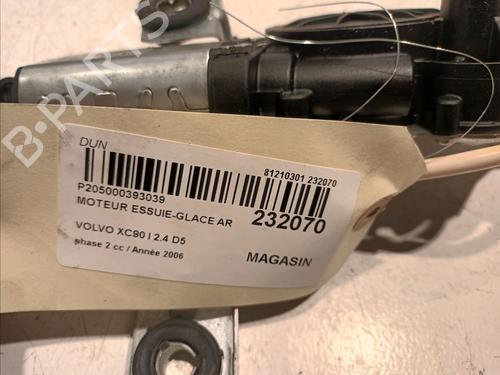 B-PARTS
DUN
81210301 232070
P205000393039
MOTEUR ESSUIE-GLACE AR
232070
VOLVO XC90 I 2.4 D5
phase 2 cc / Année 2006
MAGASIN